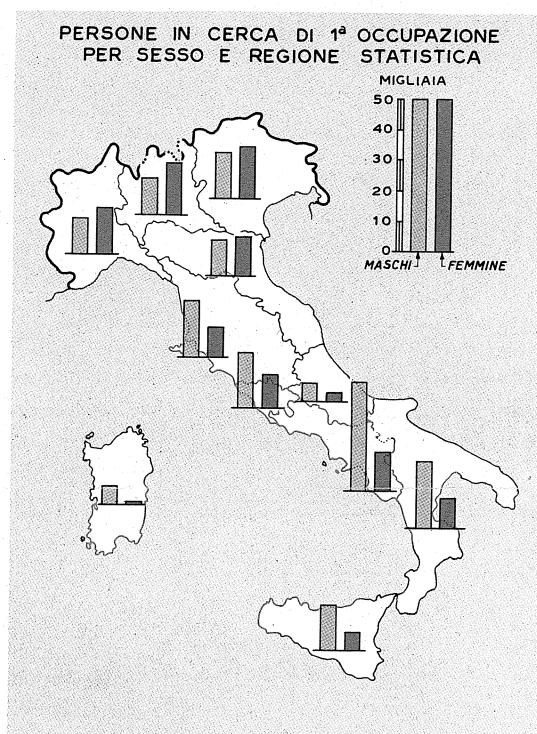 PERSONE IN CERCA DI 1ª OCCUPAZIONE
PER SESSO E REGIONE STATISTICA
MIGLIAIA
50
40
30
20
10
0
MASCHI FEMMINE